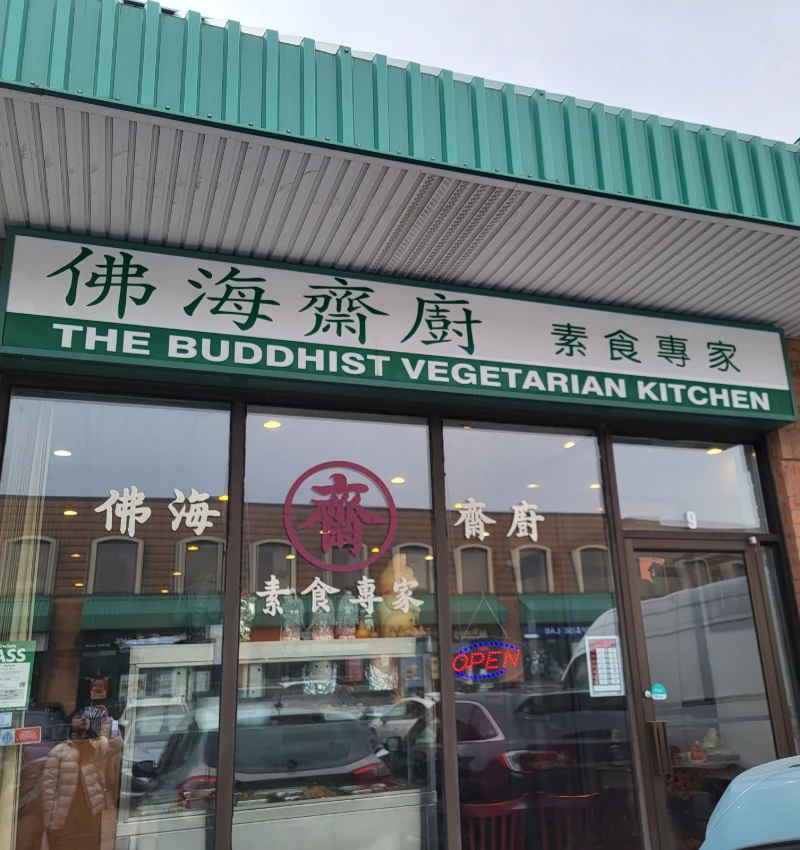 佛海齋廚 素食專家
THE BUDDHIST VEGETARIAN KITCHEN
佛海 齋 齋廚
9
素食專家
OPEN
ASS